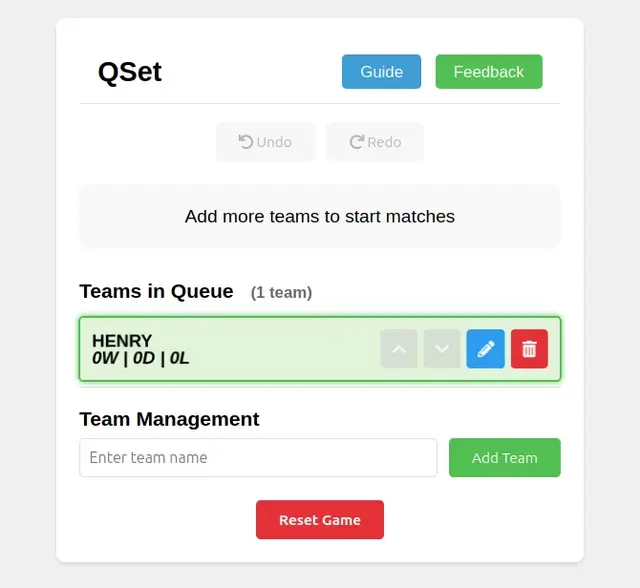 QSet
Guide
Feedback
Undo
Redo
Add more teams to start matches
Teams in Queue (1 team)
HENRY
0W | 0D | 0L
Team Management
Enter team name
Add Team
Reset Game